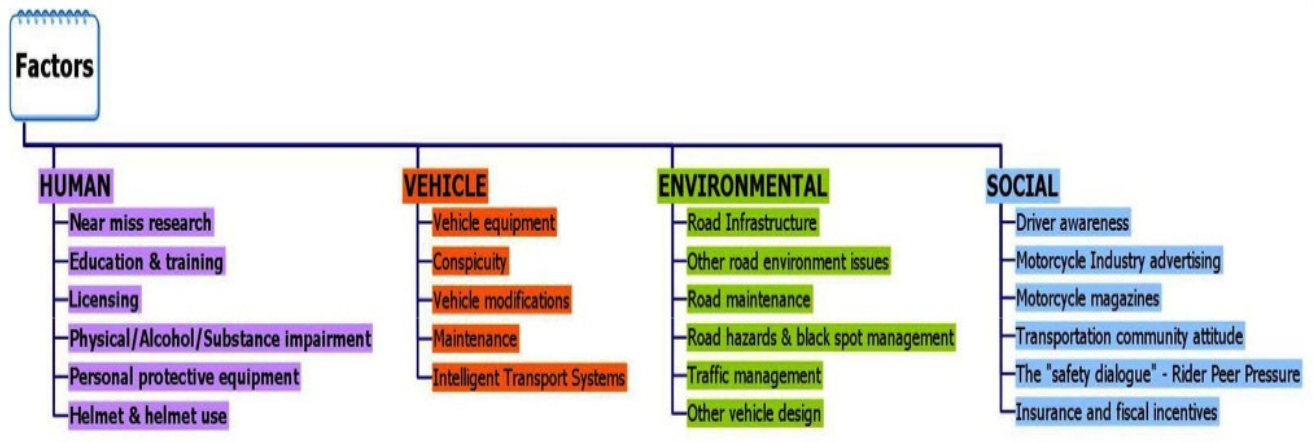 Factors
HUMAN
Near miss research
Education & training
Licensing
Physical/Alcohol/Substance impairment
Personal protective equipment
Helmet & helmet use
VEHICLE
Vehicle equipment
Conspicuity
Vehicle modifications
Maintenance
Intelligent Transport Systems
ENVIRONMENTAL
Road Infrastructure
Other road environment issues
Road maintenance
Road hazards & black spot management
Traffic management
Other vehicle design
SOCIAL
Driver awareness
Motorcycle Industry advertising
Motorcycle magazines
Transportation community attitude
The "safety dialogue" - Rider Peer Pressure
Insurance and fiscal incentives